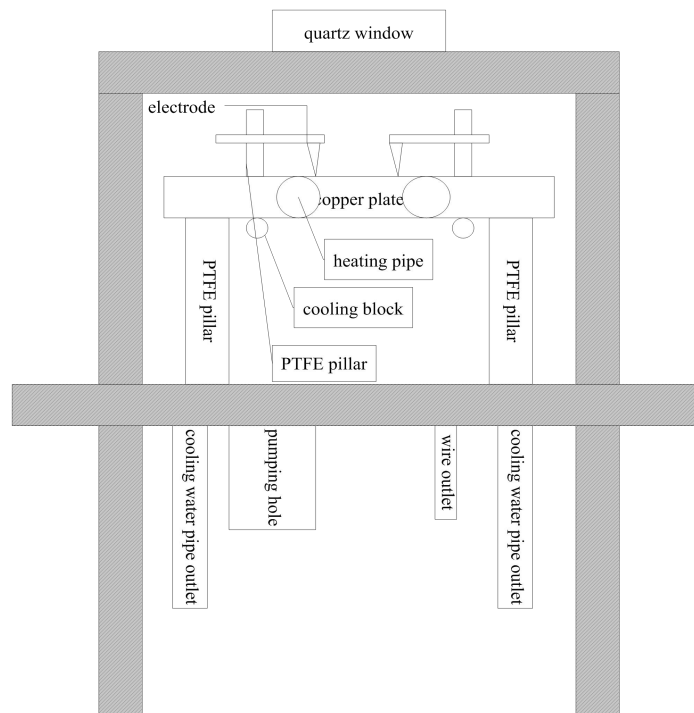 quartz window
electrode
copper plate
heating pipe
cooling block
PTFE pillar
PTFE pillar
PTFE pillar
cooling water pipe outlet
pumping hole
wire outlet
cooling water pipe outlet